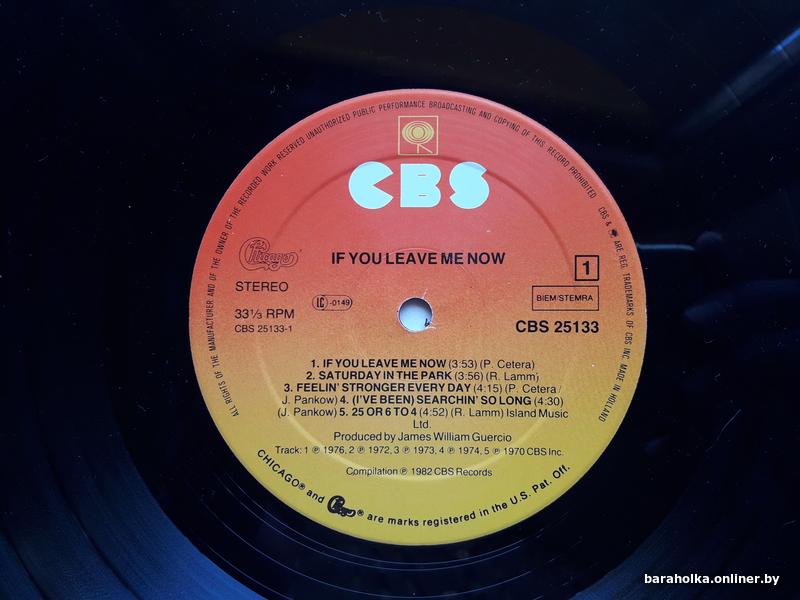 ALL RIGHTS OF THE MANUFACTURER AND OF THE OWNER OF THE RECORDED WORK RESERVED UNAUTHORIZED PUBLIC PERFORMANCE BROADCASTING AND COPYING OF THIS RECORD PROHIBITED CBS & ARE REG. TRADEMARKS OF CBS INC. MADE IN HOLLAND
CBS
Chicago
IF YOU LEAVE ME NOW
1
STEREO
BIEM/STEMRA
33⅓ RPM
IC -0149
CBS 25133-1
CBS 25133
1. IF YOU LEAVE ME NOW (3:53) (P. Cetera)
2. SATURDAY IN THE PARK (3:56) (R. Lamm)
3. FEELIN' STRONGER EVERY DAY (4:15) (P. Cetera /
J. Pankow) 4. (I'VE BEEN) SEARCHIN' SO LONG (4:30)
(J. Pankow) 5. 25 OR 6 TO 4 (4:52) (R. Lamm) Island Music
Ltd.
Produced by James William Guercio
Track: 1 ℗ 1976, 2 ℗ 1972, 3 ℗ 1973, 4 ℗ 1974, 5 ℗ 1970 CBS Inc.
Compilation ℗ 1982 CBS Records
CHICAGO® and Chicago® are marks registered in the U.S. Pat. Off.
baraholka.onliner.by